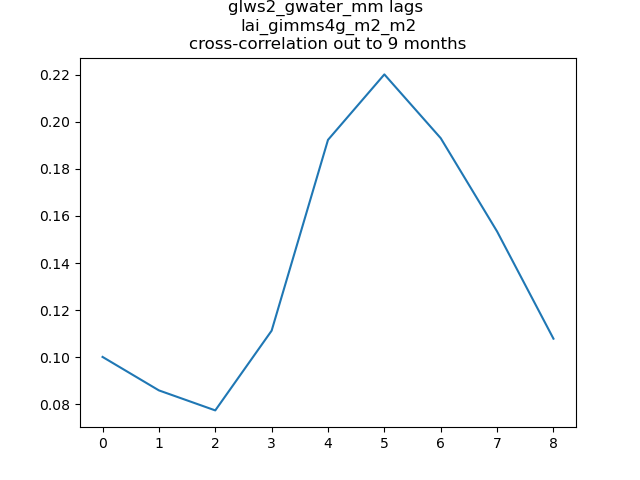 glws2_gwater_mm lags
lai_gimms4g_m2_m2
cross-correlation out to 9 months
0.22
0.20
0.18
0.16
0.14
0.12
0.10
0.08
0 1 2 3 4 5 6 7 8